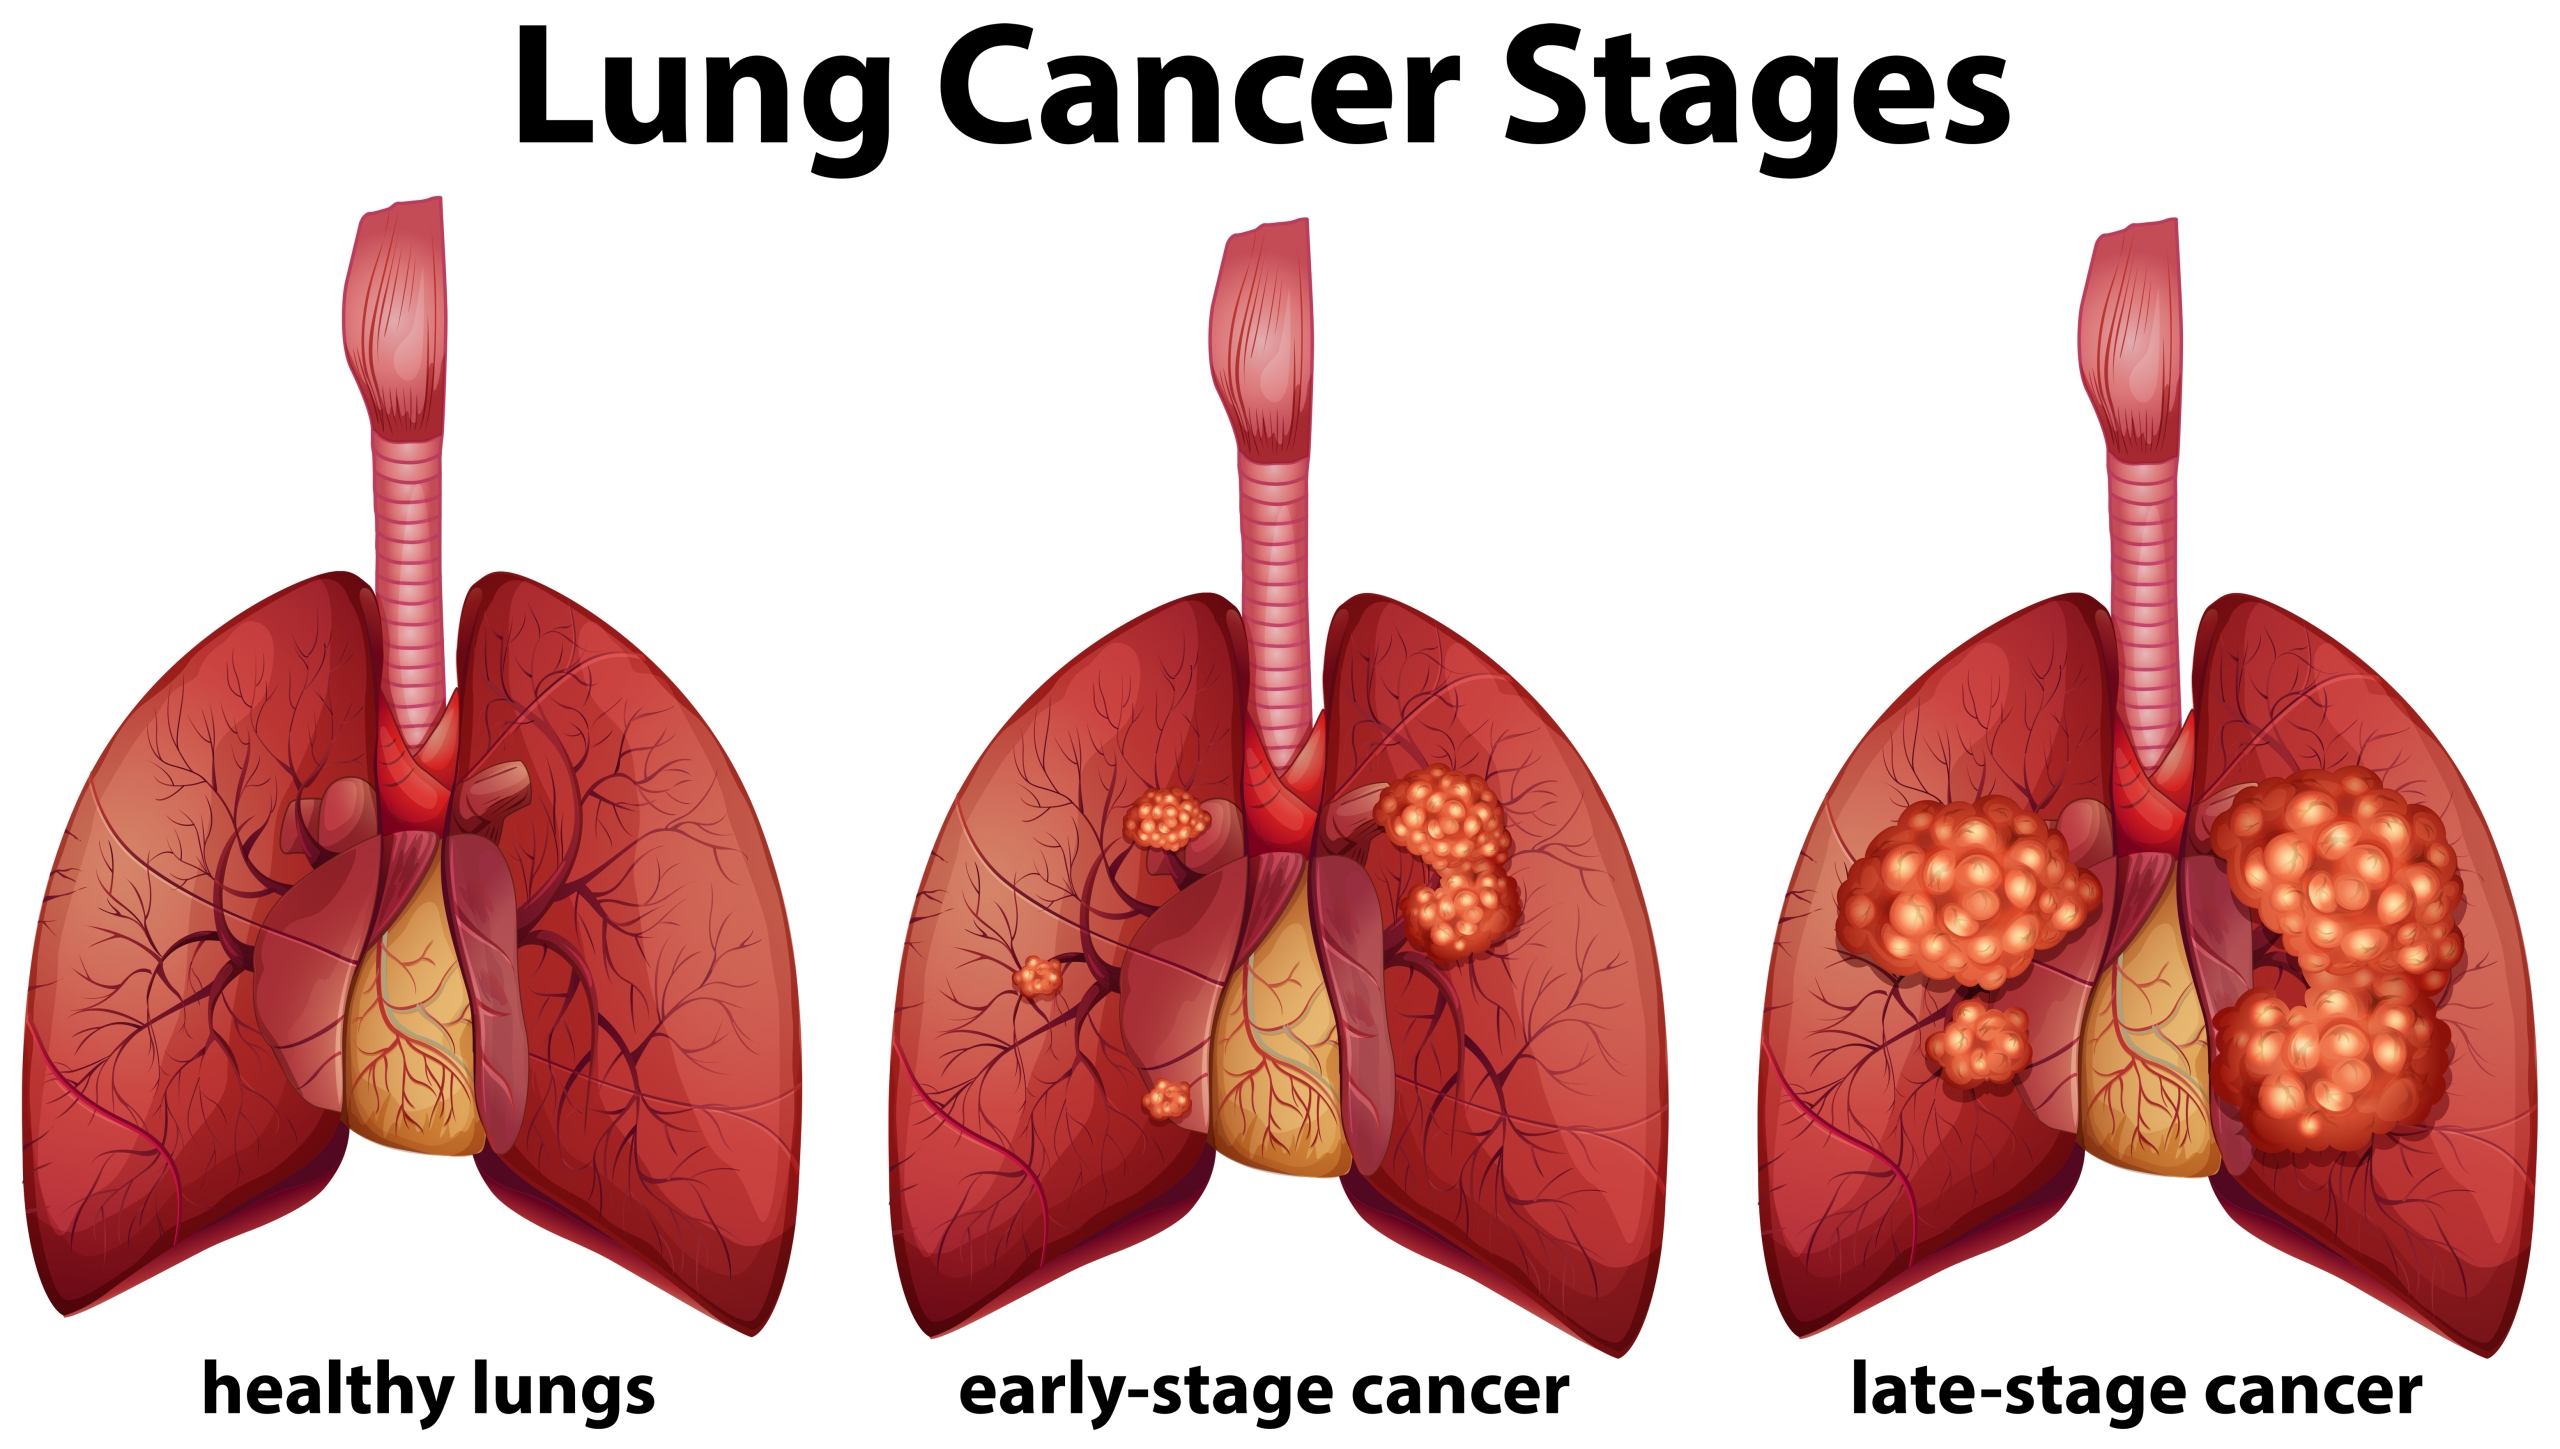 Lung Cancer Stages
healthy lungs
early-stage cancer
late-stage cancer